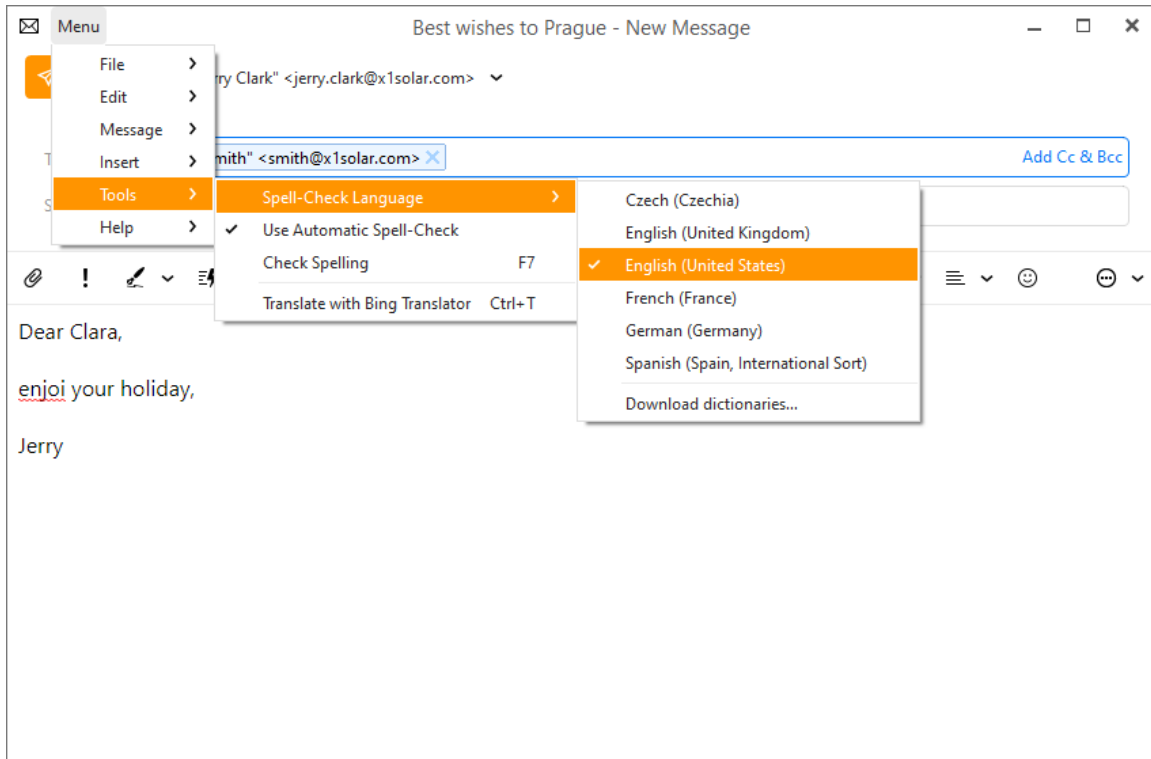 Menu
Best wishes to Prague - New Message
File
Edit
Message
Insert
Tools
Help
Clark" <jerry.clark@x1solar.com>
<smith@x1solar.com>
Add Cc & Bcc
Spell-Check Language
Use Automatic Spell-Check
Check Spelling F7
Translate with Bing Translator Ctrl+T
Czech (Czechia)
English (United Kingdom)
English (United States)
French (France)
German (Germany)
Spanish (Spain, International Sort)
Download dictionaries...
Dear Clara,
enjoi your holiday,
Jerry